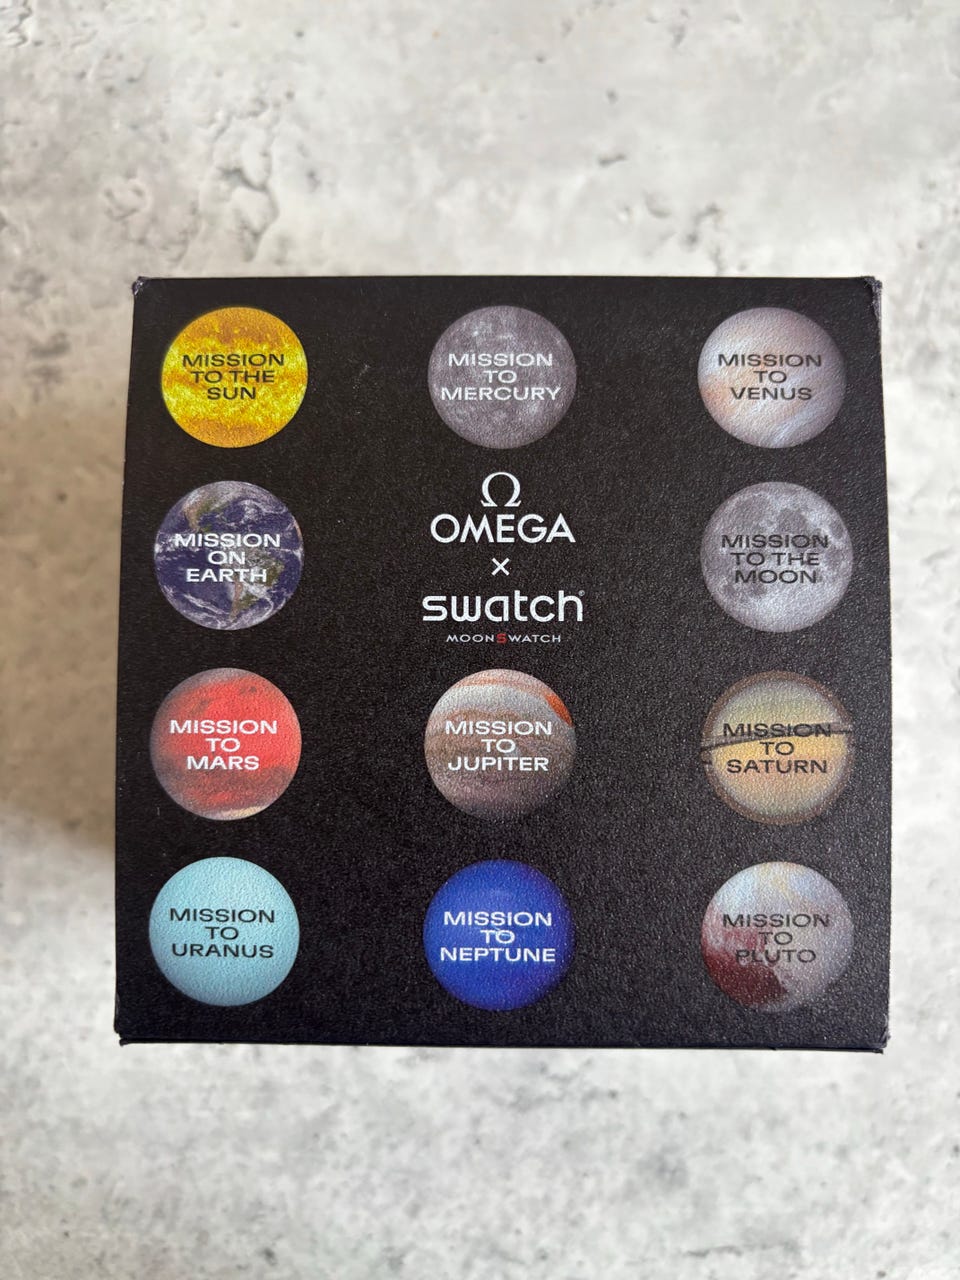 MISSION
TO THE
SUN
MISSION
TO
MERCURY
MISSION
TO
VENUS
MISSION
ON
EARTH
Ω
OMEGA
×
swatch®
MOONSWATCH
MISSION
TO THE
MOON
MISSION
TO
MARS
MISSION
TO
JUPITER
MISSION
TO
SATURN
MISSION
TO
URANUS
MISSION
TO
NEPTUNE
MISSION
TO
PLUTO